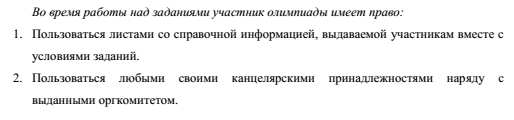 Во время работы над заданиями участник олимпиады имеет право:
1. Пользоваться листами со справочной информацией, выдаваемой участникам вместе с
условиями заданий.
2. Пользоваться любыми своими канцелярскими принадлежностями наряду с
выданными оргкомитетом.